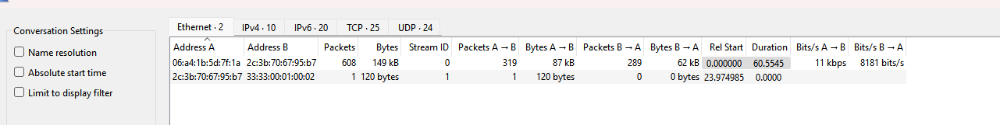 Conversation Settings
Name resolution
Absolute start time
Limit to display filter
Ethernet · 2 IPv4 · 10 IPv6 · 20 TCP · 25 UDP · 24
Address A Address B Packets Bytes Stream ID Packets A → B Bytes A → B Packets B → A Bytes B → A Rel Start Duration Bits/s A → B Bits/s B → A
06:a4:1b:5d:7f:1a 2c:3b:70:67:95:b7 608 149 kB 0 319 87 kB 289 62 kB 0.000000 60.5545 11 kbps 8181 bits/s
2c:3b:70:67:95:b7 33:33:00:01:00:02 1 120 bytes 1 1 120 bytes 0 0 bytes 23.974985 0.0000